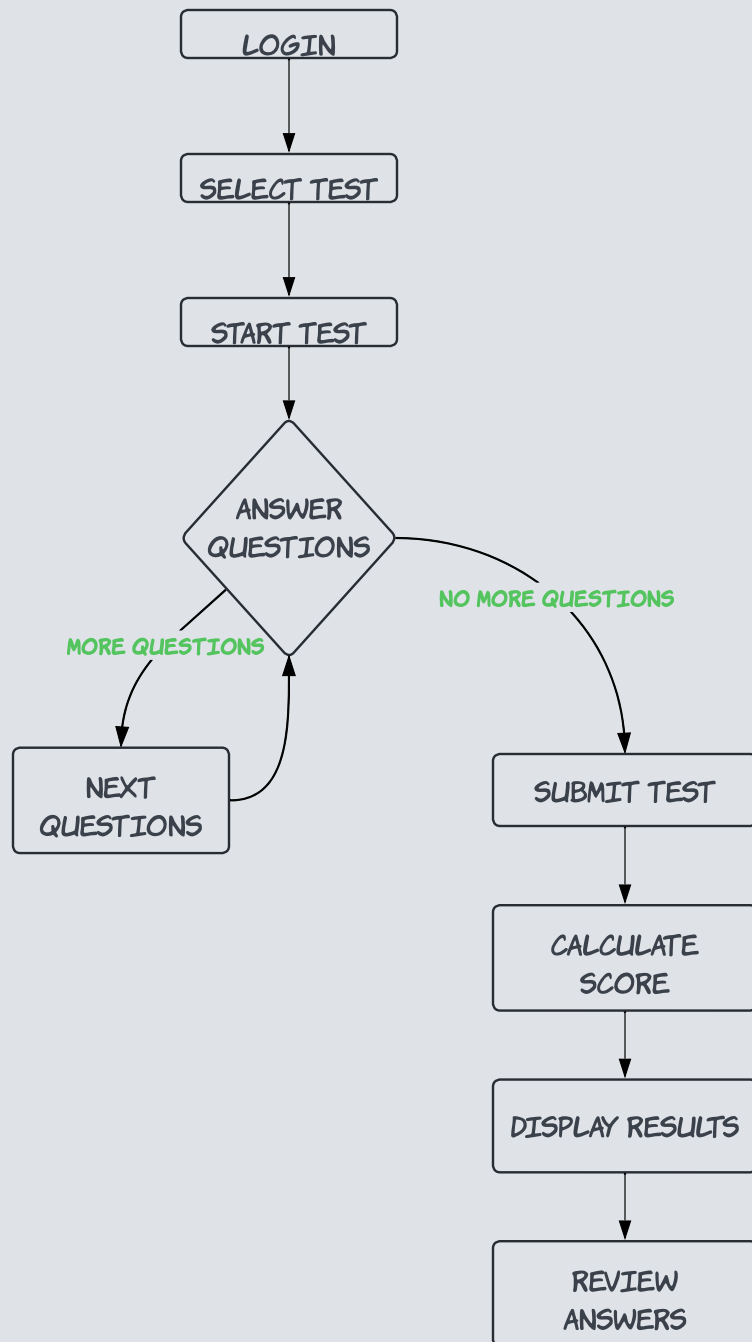 LOGIN
SELECT TEST
START TEST
ANSWER
QUESTIONS
NO MORE QUESTIONS
MORE QUESTIONS
NEXT
QUESTIONS
SUBMIT TEST
CALCULATE
SCORE
DISPLAY RESULTS
REVIEW
ANSWERS